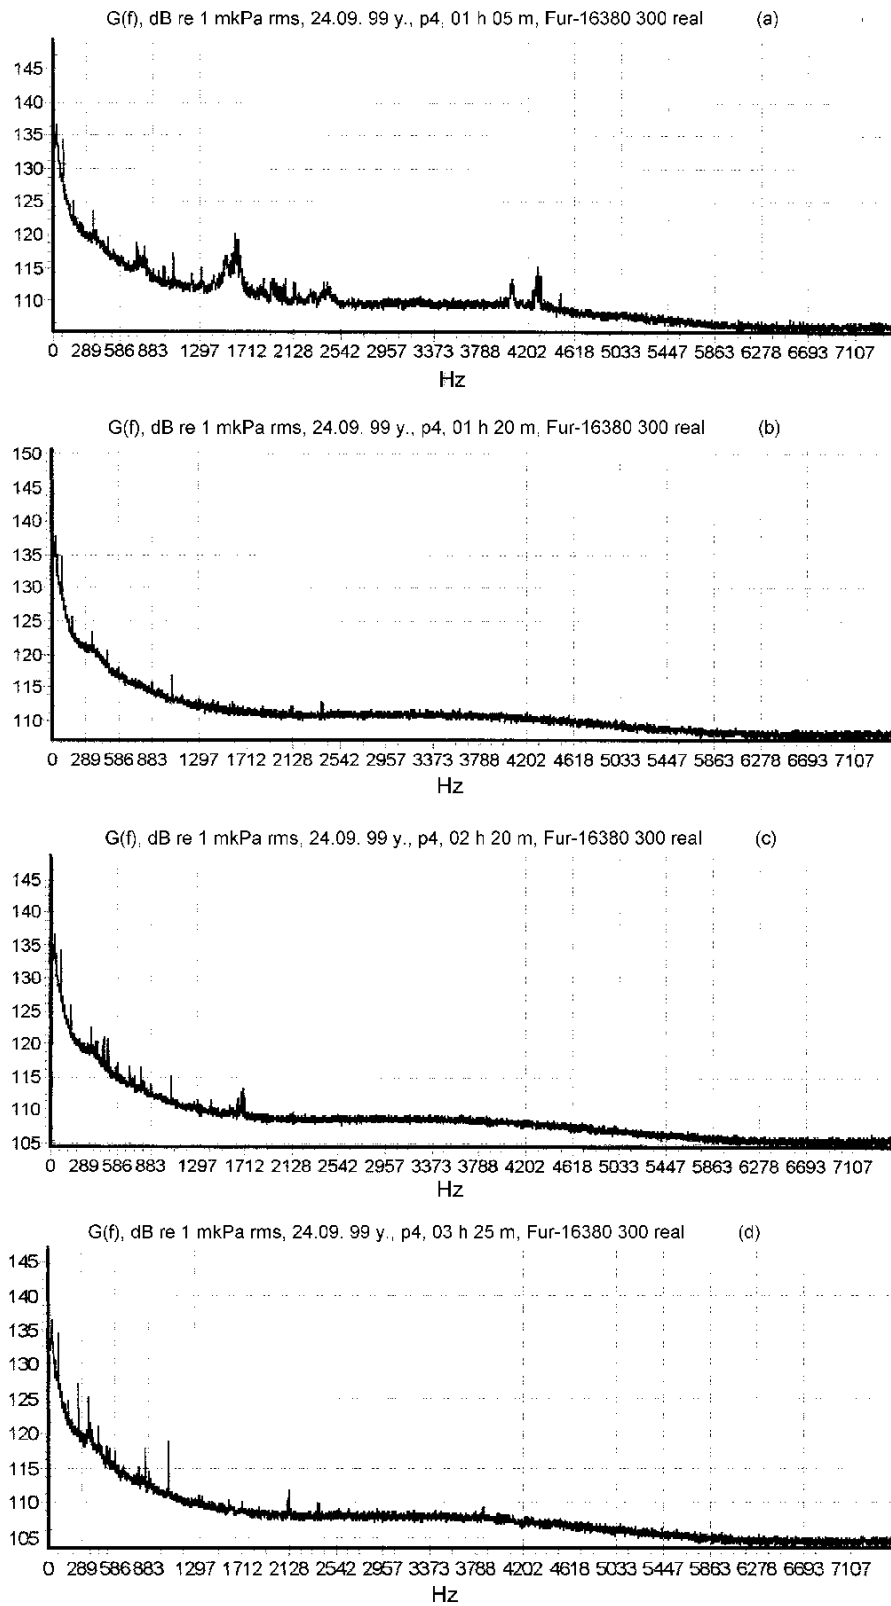 G(f), dB re 1 mkPa rms, 24.09. 99 y., p4, 01 h 05 m, Fur-16380 300 real (a)
145
140
135
130
125
120
115
110
0 289 586 883 1297 1712 2128 2542 2957 3373 3788 4202 4618 5033 5447 5863 6278 6693 7107
Hz
G(f), dB re 1 mkPa rms, 24.09. 99 y., p4, 01 h 20 m, Fur-16380 300 real (b)
150
145
140
135
130
125
120
115
110
0 289 586 883 1297 1712 2128 2542 2957 3373 3788 4202 4618 5033 5447 5863 6278 6693 7107
Hz
G(f), dB re 1 mkPa rms, 24.09. 99 y., p4, 02 h 20 m, Fur-16380 300 real (c)
145
140
135
130
125
120
115
110
105
0 289 586 883 1297 1712 2128 2542 2957 3373 3788 4202 4618 5033 5447 5863 6278 6693 7107
Hz
G(f), dB re 1 mkPa rms, 24.09. 99 y., p4, 03 h 25 m, Fur-16380 300 real (d)
145
140
135
130
125
120
115
110
105
0 289 586 883 1297 1712 2128 2542 2957 3373 3788 4202 4618 5033 5447 5863 6278 6693 7107
Hz